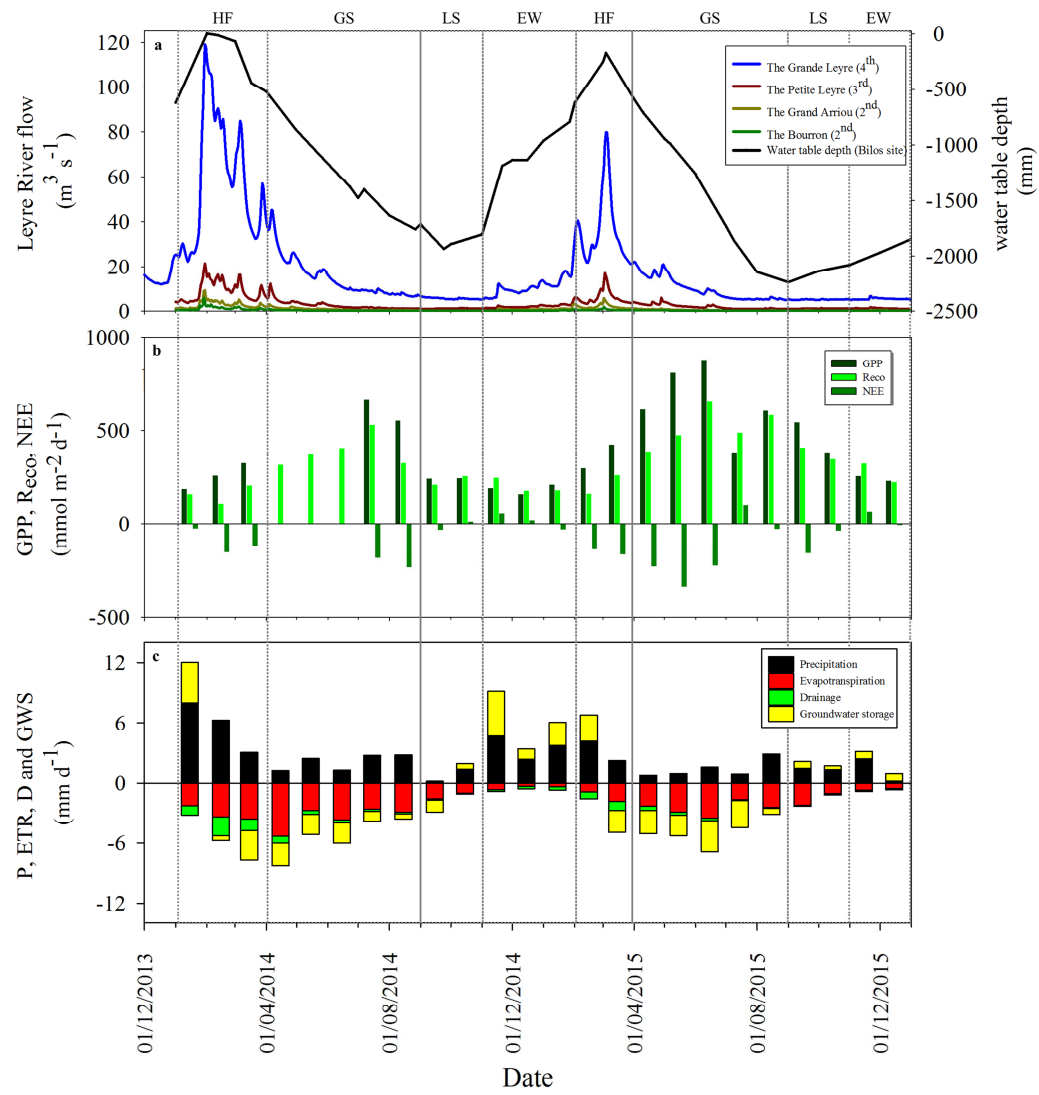 HF GS LS EW HF GS LS EW
a
120
100
80
60
40
20
0
Leyre River flow
(m3 s-1)
0
-500
-1000
-1500
-2000
-2500
water table depth
(mm)
The Grande Leyre (4th)
The Petite Leyre (3rd)
The Grand Arriou (2nd)
The Bourron (2nd)
Water table depth (Bilos site)
b
1000
500
0
-500
GPP, Reco, NEE
(mmol m-2 d-1)
GPP
Reco
NEE
c
12
6
0
-6
-12
P, ETR, D and GWS
(mm d-1)
Precipitation
Evapotranspiration
Drainage
Groundwater storage
01/12/2013 01/04/2014 01/08/2014 01/12/2014 01/04/2015 01/08/2015 01/12/2015
Date